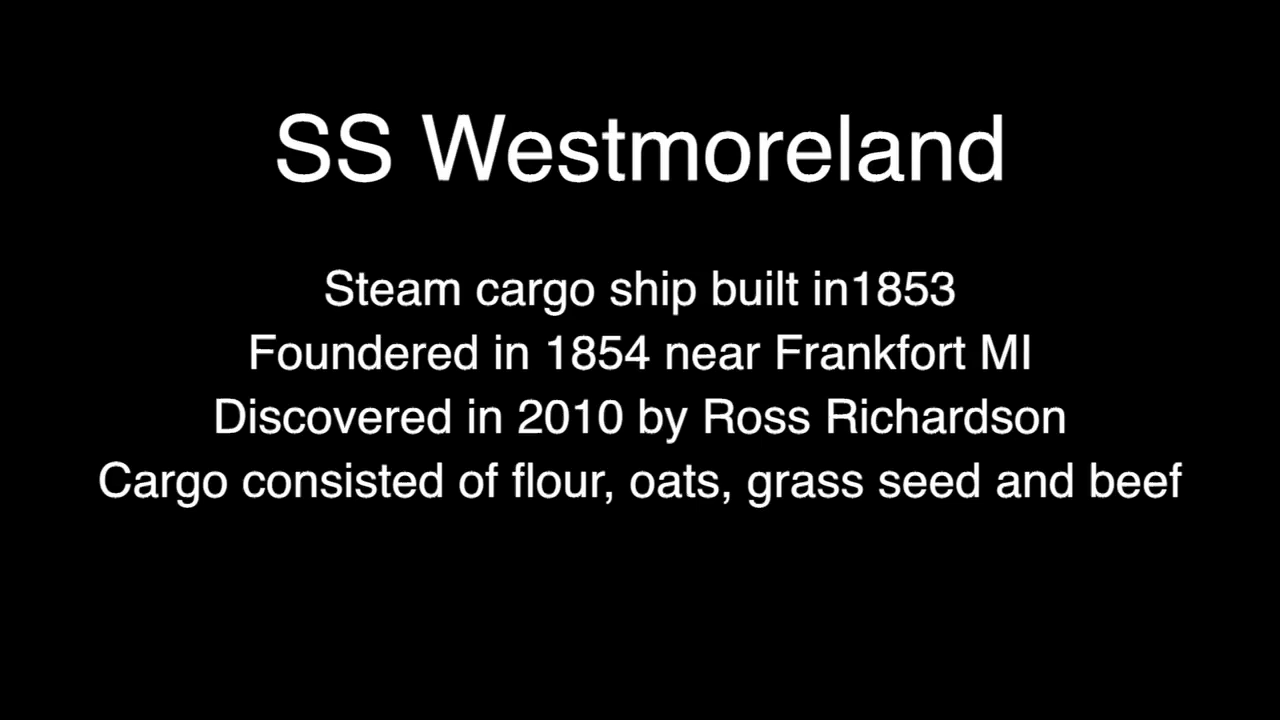 SS Westmoreland
Steam cargo ship built in1853
Foundered in 1854 near Frankfort MI
Discovered in 2010 by Ross Richardson
Cargo consisted of flour, oats, grass seed and beef